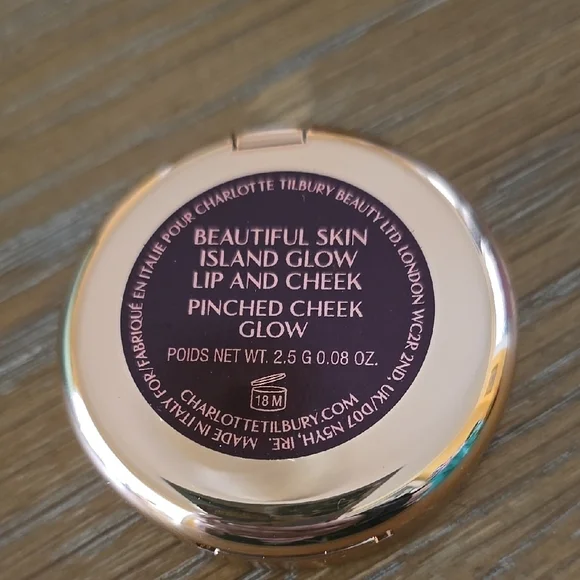 BEAUTIFUL SKIN
ISLAND GLOW
LIP AND CHEEK
PINCHED CHEEK
GLOW
POIDS NET WT. 2.5 G 0.08 OZ.
18 M
CHARLOTTETILBURY.COM
MADE IN ITALY FOR/FABRIQUÉ EN ITALIE POUR CHARLOTTE TILBURY BEAUTY LTD, LONDON WC2R 2ND, UK/D07 N5YH, IRE.